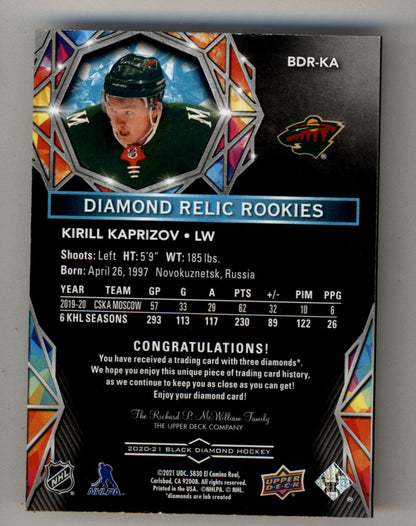 BDR-KA
M
M
DIAMOND RELIC ROOKIES
KIRILL KAPRIZOV • LW
Shoots: Left HT: 5'9" WT: 185 lbs.
Born: April 26, 1997 Novokuznetsk, Russia
YEAR TEAM GP G A PTS +/- PIM PPG
2019-20 CSKA MOSCOW 57 33 29 62 32 10 6
6 KHL SEASONS 293 113 117 230 89 122 26
CONGRATULATIONS!
You have received a trading card with three diamonds*.
We hope you enjoy this unique piece of trading card history,
as we continue to keep you as close as you can get!
Enjoy your diamond card!
The Richard P. McWilliam Family
THE UPPER DECK COMPANY
2020-21 BLACK DIAMOND HOCKEY
©2021 UDC, 5830 El Camino Real,
Carlsbad, CA 92008. All rights reserved.
Printed in the USA. ©NHLPA. © NHL.
*diamonds are lab created
NHL
NHLPA
UPPER DECK